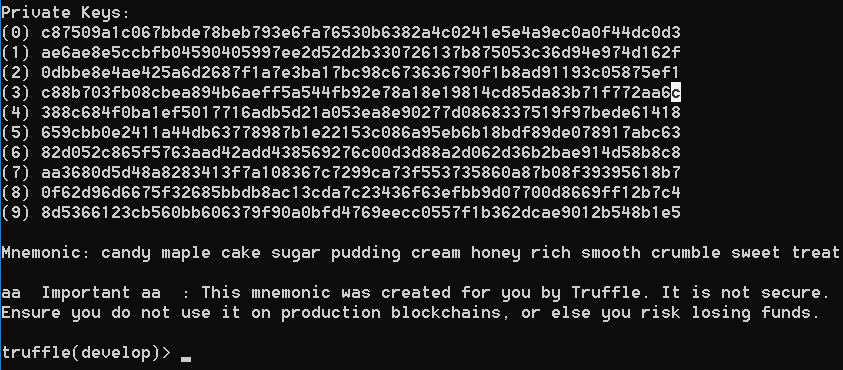 Private Keys:
(0) c87509a1c067bbde78beb793e6fa76530b6382a4c0241e5e4a9ec0a0f44dc0d3
(1) ae6ae8e5ccbfb04590405997ee2d52d2b330726137b875053c36d94e974d162f
(2) 0dbbe8e4ae425a6d2687f1a7e3ba17bc98c673636790f1b8ad91193c05875ef1
(3) c88b703fb08cbea894b6aeff5a544fb92e78a18e19814cd85da83b71f772aa6c
(4) 388c684f0ba1ef5017716adb5d21a053ea8e90277d0868337519f97bede61418
(5) 659cbb0e2411a44db63778987b1e22153c086a95eb6b18bdf89de078917abc63
(6) 82d052c865f5763aad42add438569276c00d3d88a2d062d36b2bae914d58b8c8
(7) aa3680d5d48a8283413f7a108367c7299ca73f553735860a87b08f39395618b7
(8) 0f62d96d6675f32685bbdb8ac13cda7c23436f63efbb9d07700d8669ff12b7c4
(9) 8d5366123cb560bb606379f90a0bfd4769eecc0557f1b362dcae9012b548b1e5
Mnemonic: candy maple cake sugar pudding cream honey rich smooth crumble sweet treat
aa  Important aa  : This mnemonic was created for you by Truffle. It is not secure.
Ensure you do not use it on production blockchains, or else you risk losing funds.
truffle(develop)> _